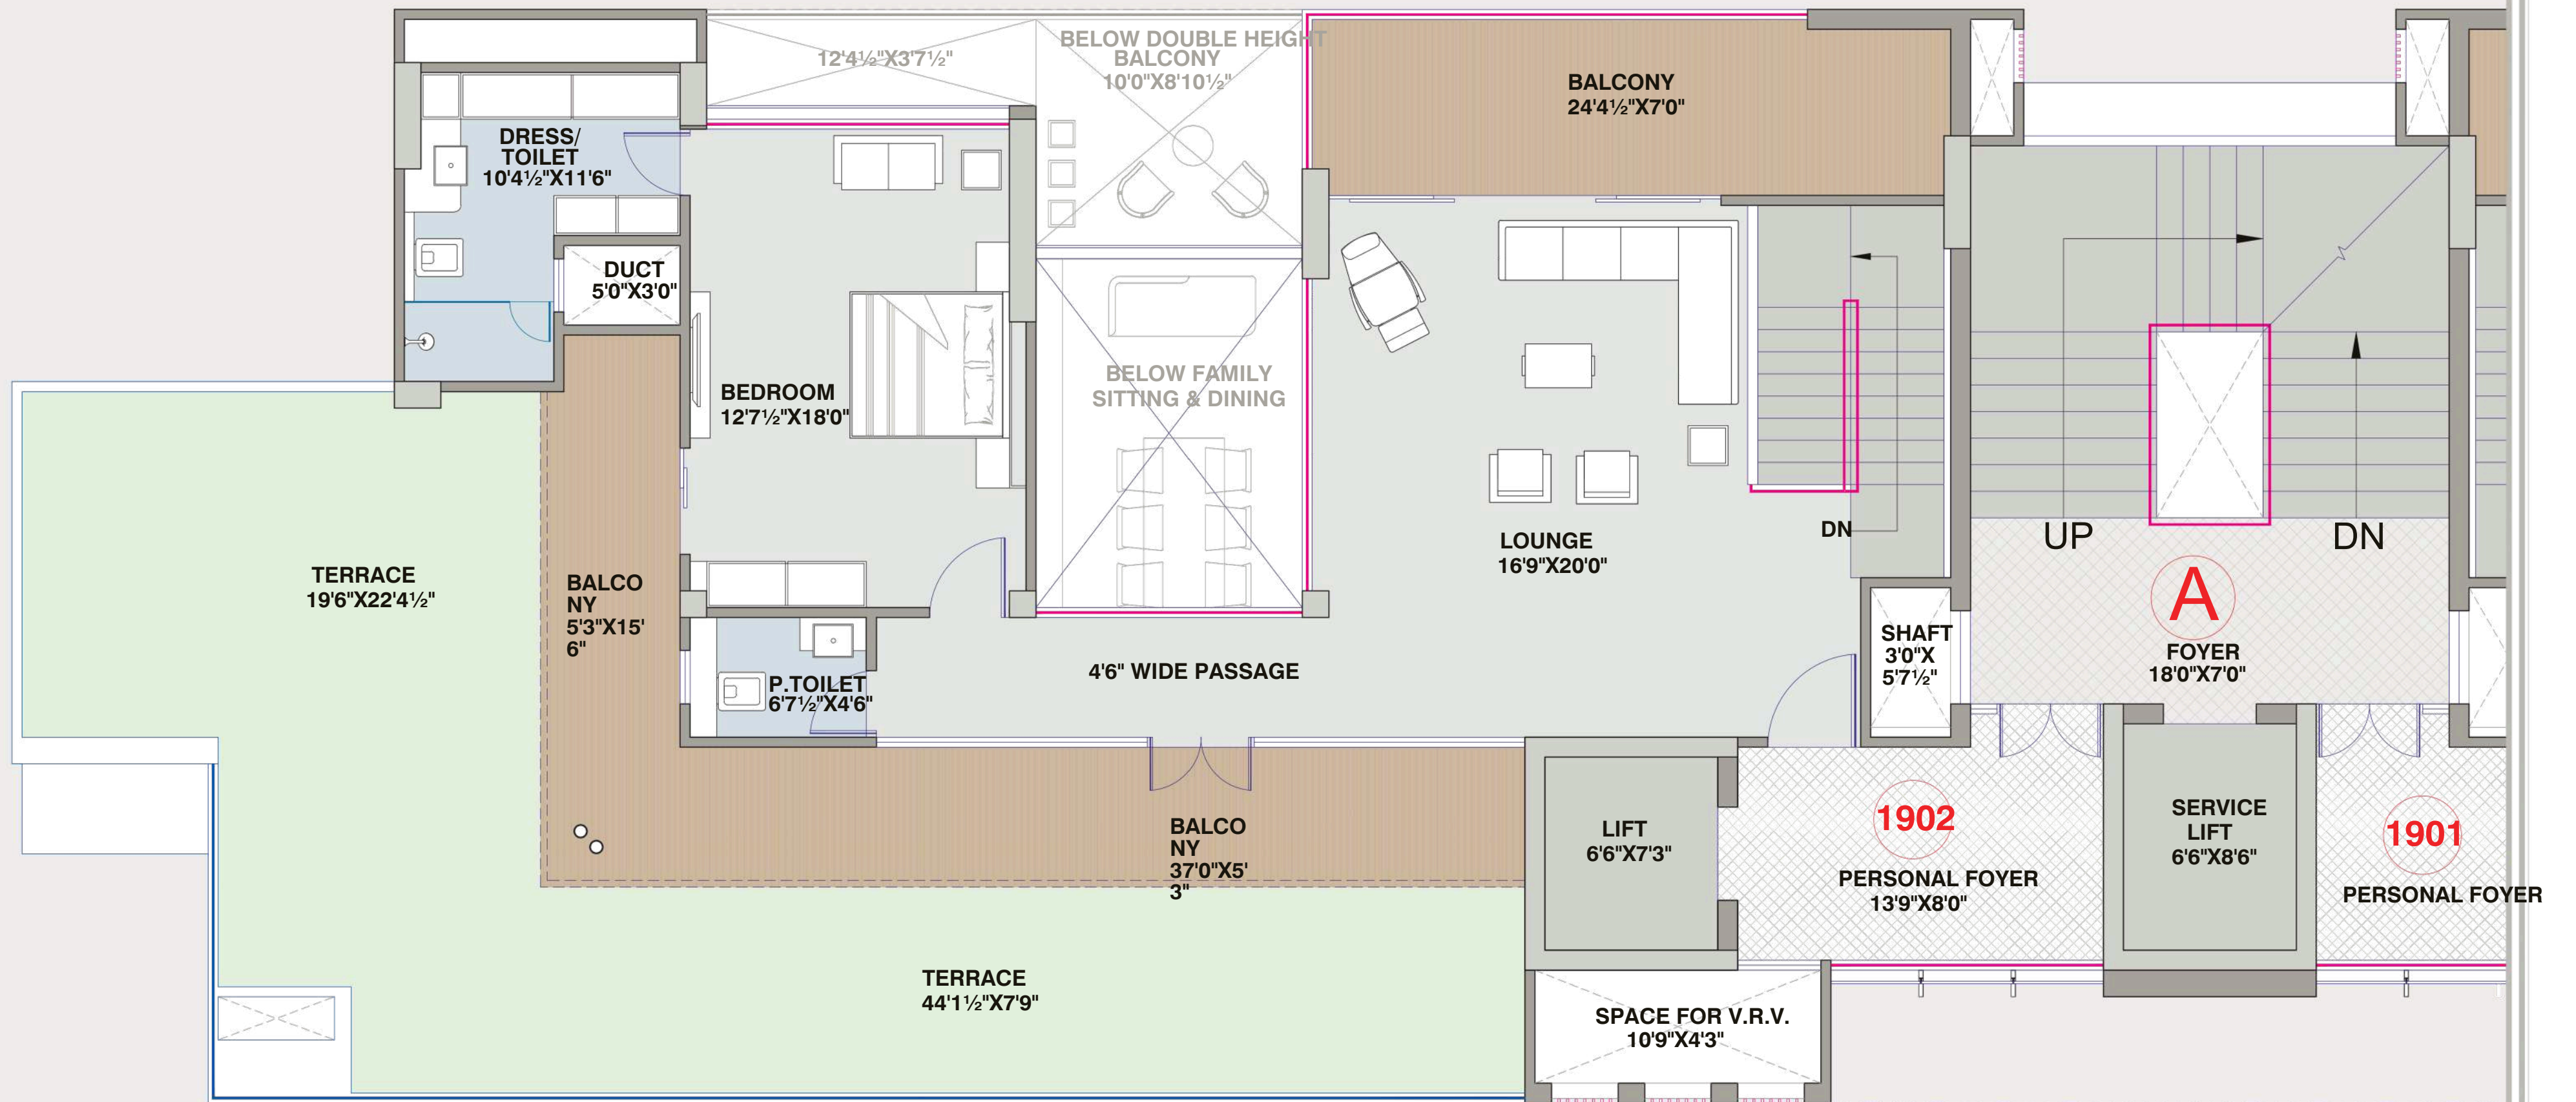 BELOW DOUBLE HEIGHT
BALCONY
10'0"X8'10½"
12'4½"X3'7½"
BALCONY
24'4½"X7'0"
DRESS/
TOILET
10'4½"X11'6"
DUCT
5'0"X3'0"
BEDROOM
12'7½"X18'0"
BELOW FAMILY
SITTING & DINING
LOUNGE
16'9"X20'0"
DN
UP
DN
A
FOYER
18'0"X7'0"
SHAFT
3'0"X
5'7½"
TERRACE
19'6"X22'4½"
BALCO
NY
5'3"X15'
6"
P.TOILET
6'7½"X4'6"
4'6" WIDE PASSAGE
BALCO
NY
37'0"X5'
3"
LIFT
6'6"X7'3"
1902
PERSONAL FOYER
13'9"X8'0"
SERVICE
LIFT
6'6"X8'6"
1901
PERSONAL FOYER
TERRACE
44'1½"X7'9"
SPACE FOR V.R.V.
10'9"X4'3"